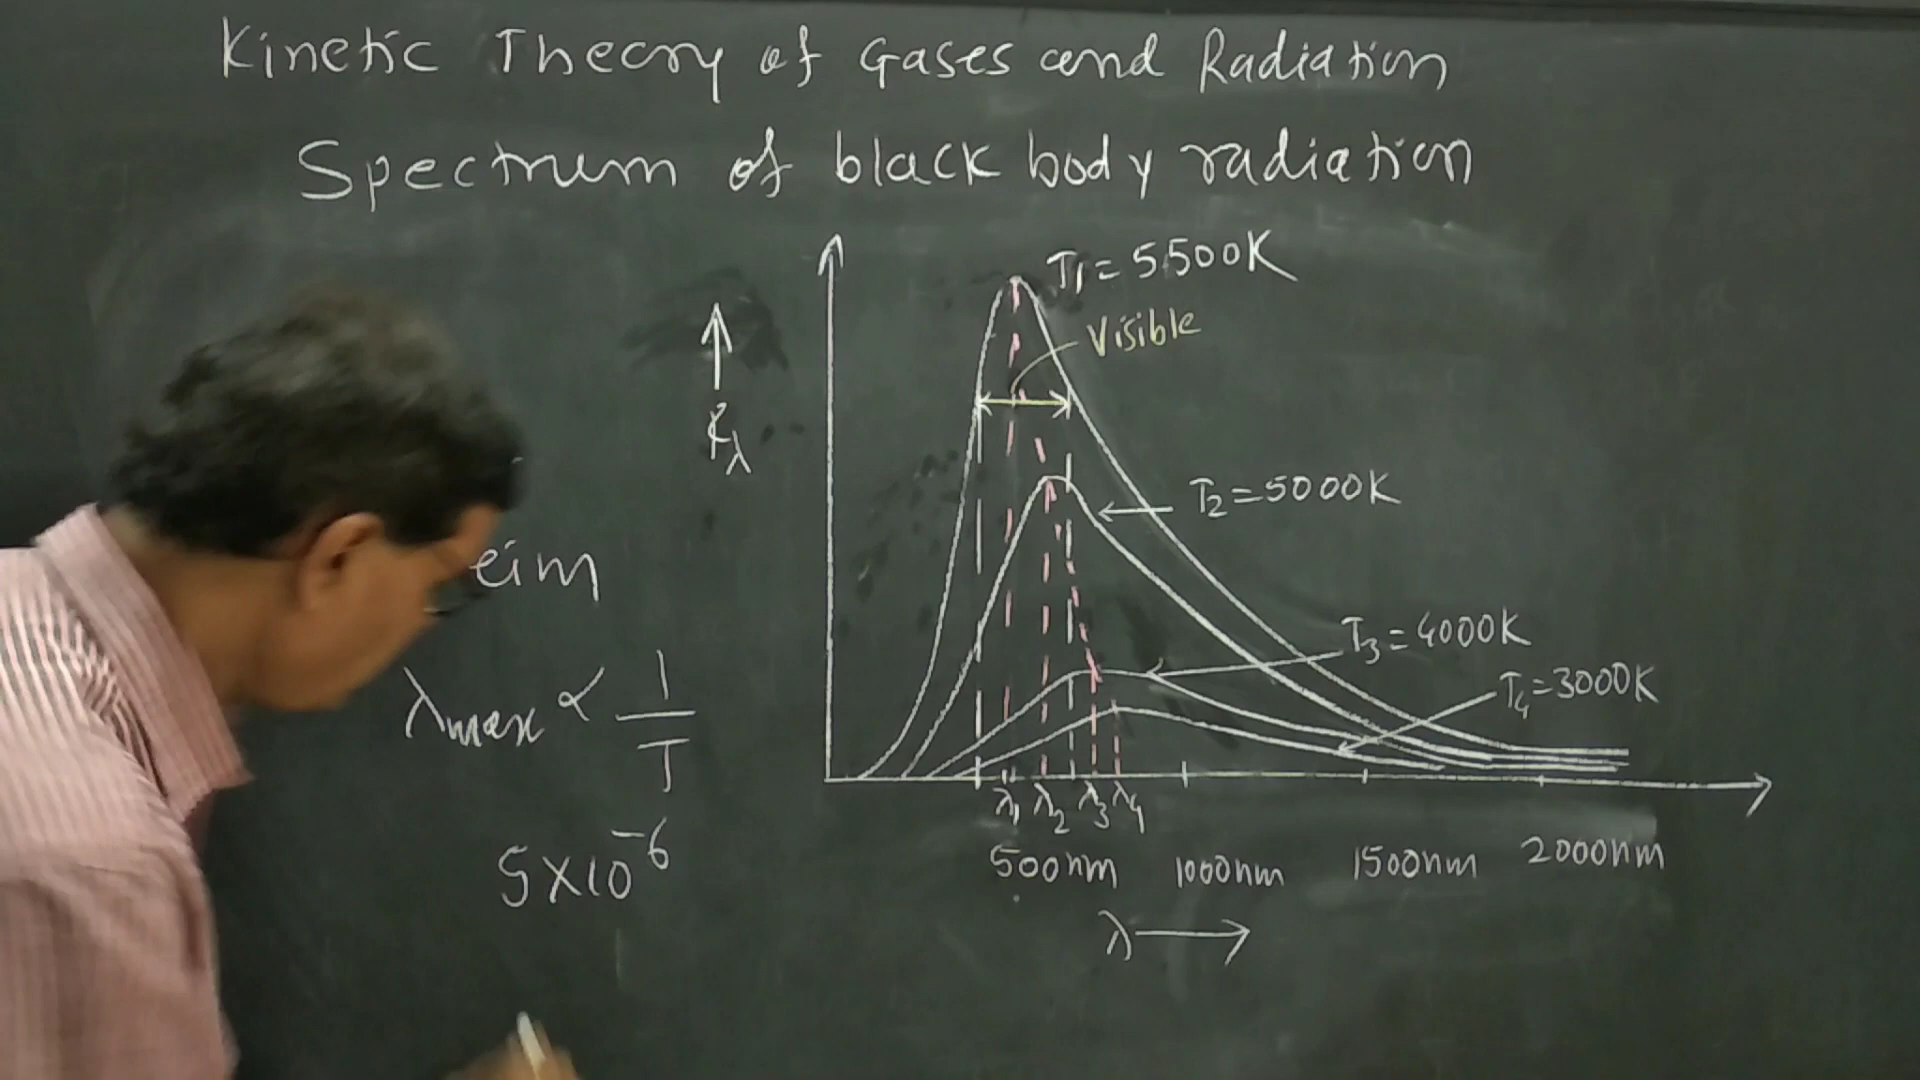 Kinetic Theory of Gases and Radiation
Spectrum of black body radiation
T₁ = 5500K
Visible
R_λ
T₂ = 5000K
eim
T₃ = 4000K
T₄ = 3000K
λmax ∝ 1/T
λ₁ λ₂ λ₃ λ₄
5×10⁻⁶
500nm 1000nm 1500nm 2000nm
λ